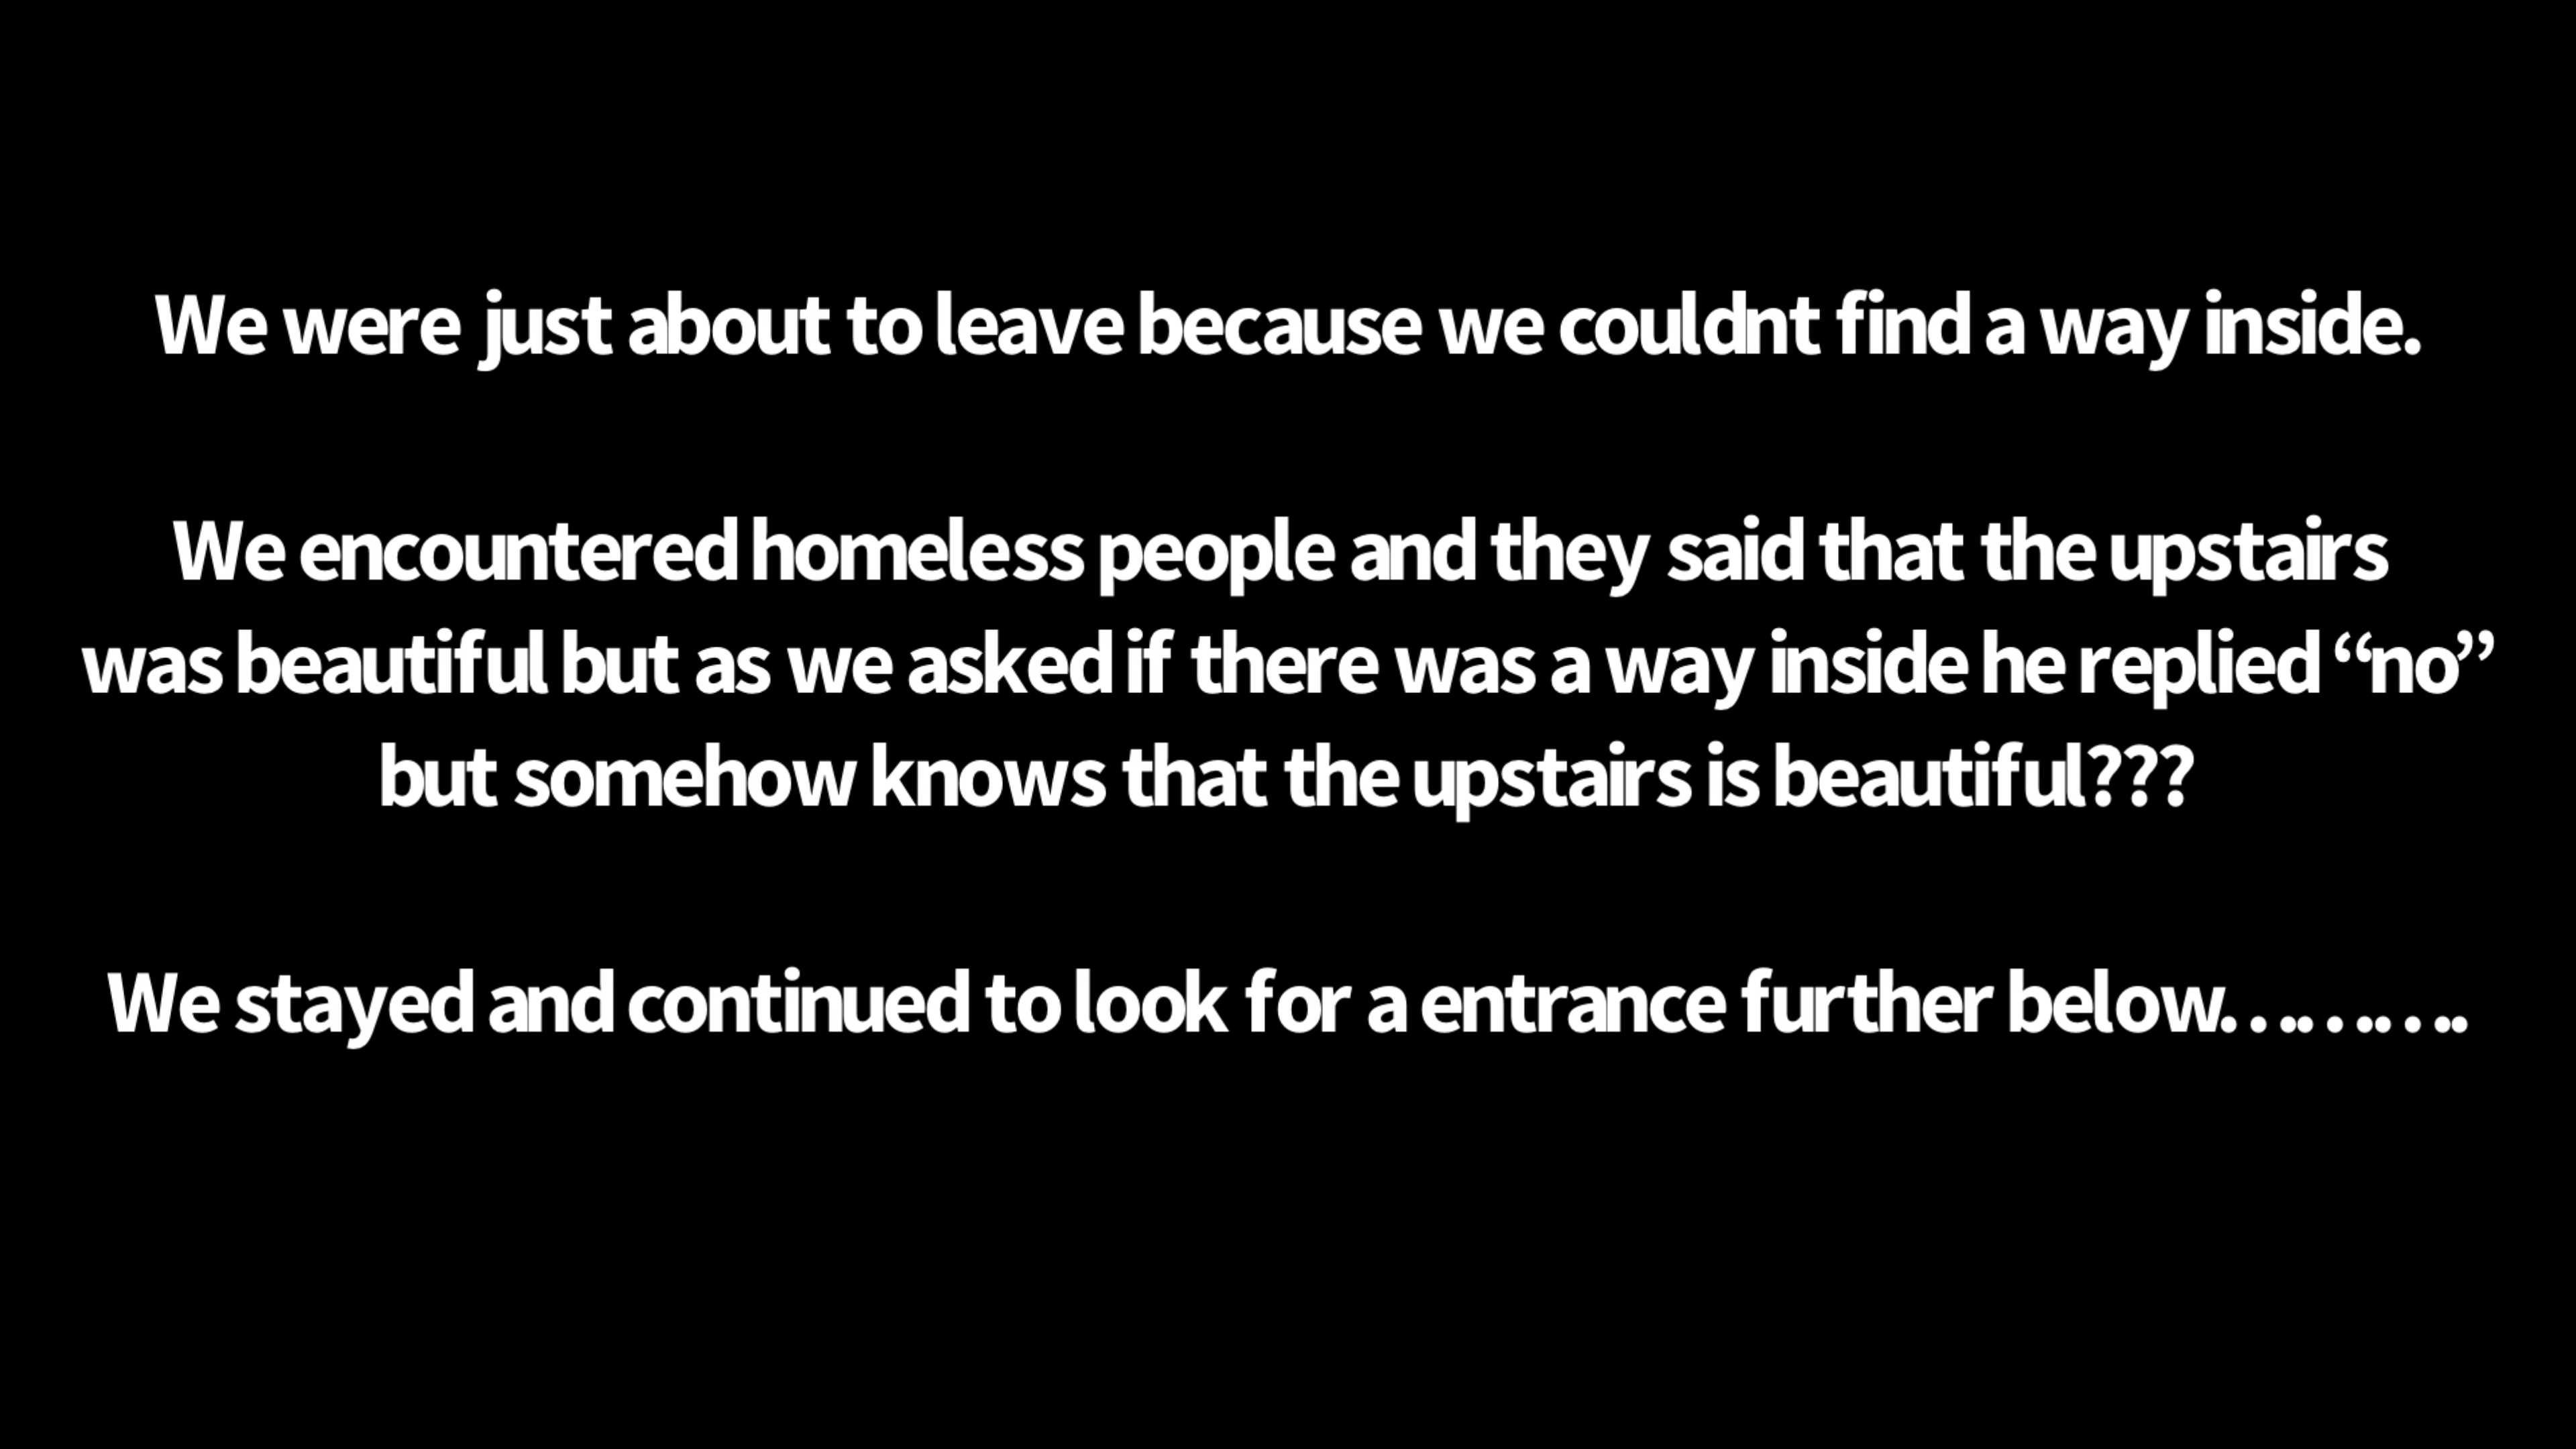 We were just about to leave because we couldnt find a way inside.
We encountered homeless people and they said that the upstairs
was beautiful but as we asked if there was a way inside he replied “no”
but somehow knows that the upstairs is beautiful???
We stayed and continued to look for a entrance further below……….